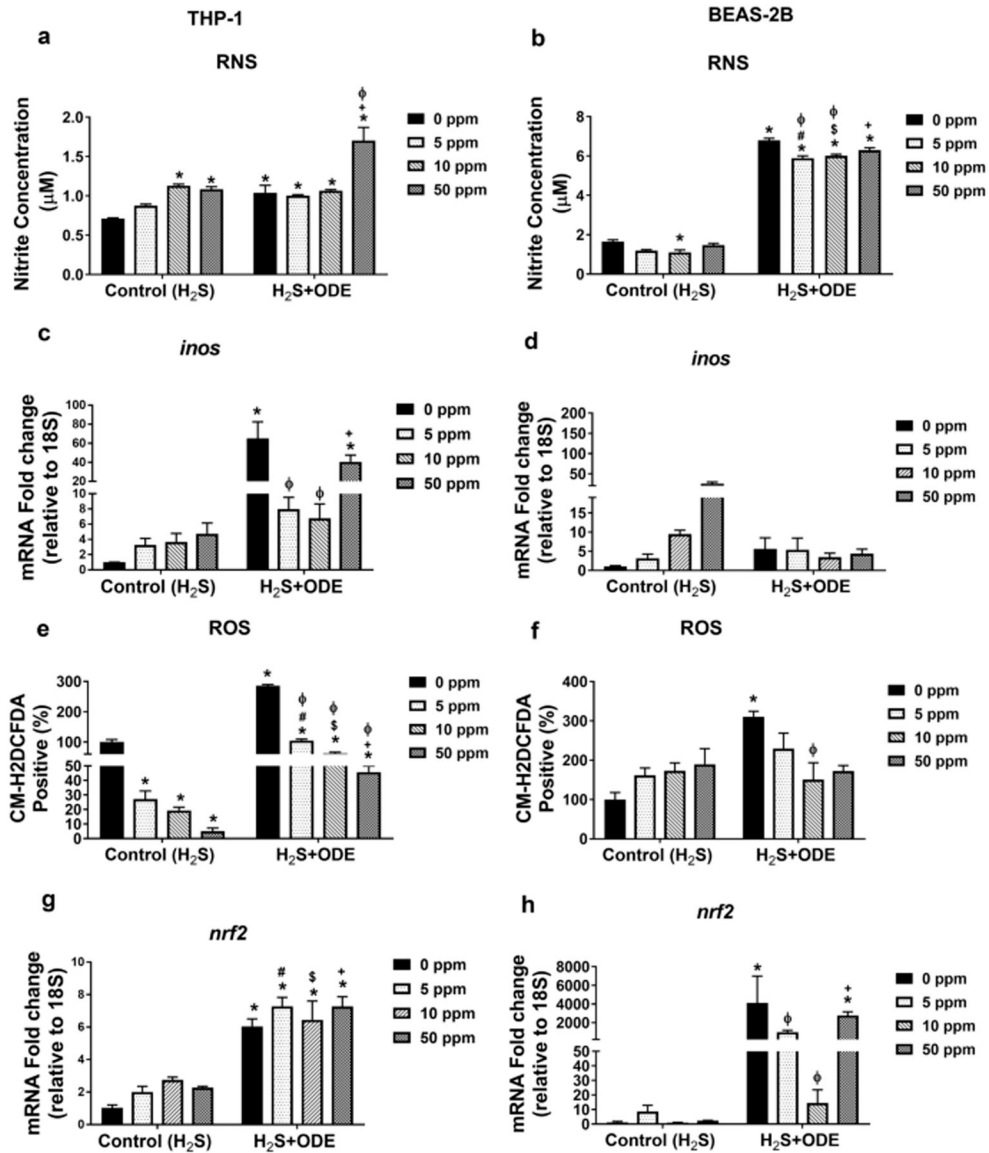 THP-1
BEAS-2B
a
RNS
Nitrite Concentration
(μM)
2.0
1.5
1.0
0.5
0.0
* * * * * ϕ + *
Control (H₂S)
H₂S+ODE
0 ppm
5 ppm
10 ppm
50 ppm
b
RNS
Nitrite Concentration
(μM)
8
6
4
2
0
* * ϕ # * ϕ $ * + *
Control (H₂S)
H₂S+ODE
0 ppm
5 ppm
10 ppm
50 ppm
c
inos
mRNA Fold change
(relative to 18S)
100
80
60
40
20
10
8
6
4
2
0
* ϕ ϕ + *
Control (H₂S)
H₂S+ODE
0 ppm
5 ppm
10 ppm
50 ppm
d
inos
mRNA Fold change
(relative to 18S)
200
150
100
50
15
10
5
0
Control (H₂S)
H₂S+ODE
0 ppm
5 ppm
10 ppm
50 ppm
e
ROS
CM-H2DCFDA
Positive (%)
300
200
100
50
40
30
20
10
0
* * * * ϕ # * ϕ $ * ϕ + *
Control (H₂S)
H₂S+ODE
0 ppm
5 ppm
10 ppm
50 ppm
f
ROS
CM-H2DCFDA
Positive (%)
400
300
200
100
0
* ϕ
Control (H₂S)
H₂S+ODE
0 ppm
5 ppm
10 ppm
50 ppm
g
nrf2
mRNA Fold change
(relative to 18S)
10
8
6
4
2
0
* # * $ * + *
Control (H₂S)
H₂S+ODE
0 ppm
5 ppm
10 ppm
50 ppm
h
nrf2
mRNA Fold change
(relative to 18S)
8000
6000
4000
2000
50
40
30
20
10
0
* ϕ ϕ + *
Control (H₂S)
H₂S+ODE
0 ppm
5 ppm
10 ppm
50 ppm